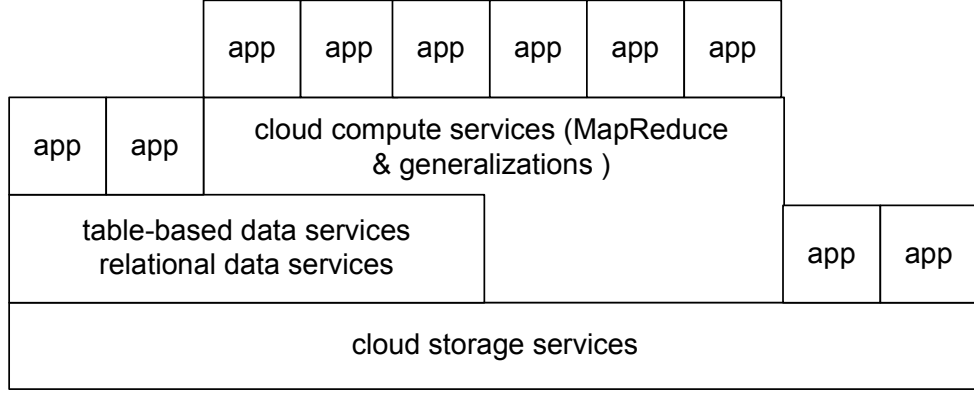 app app app app app app
app app
cloud compute services (MapReduce
& generalizations )
table-based data services
relational data services
app app
cloud storage services